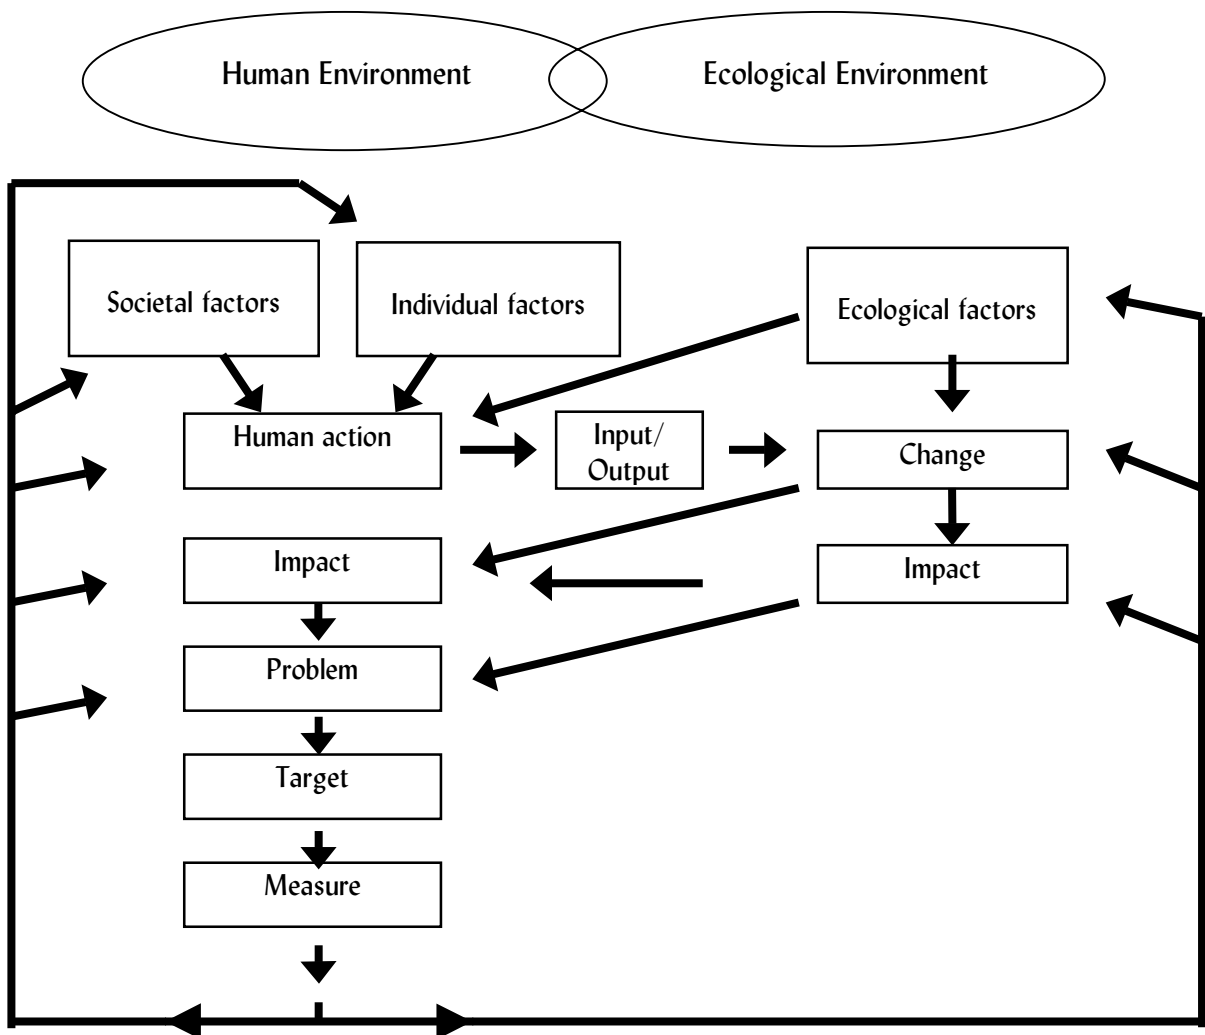 Human Environment
Ecological Environment
Societal factors
Individual factors
Ecological factors
Human action
Input/
Output
Change
Impact
Impact
Problem
Target
Measure